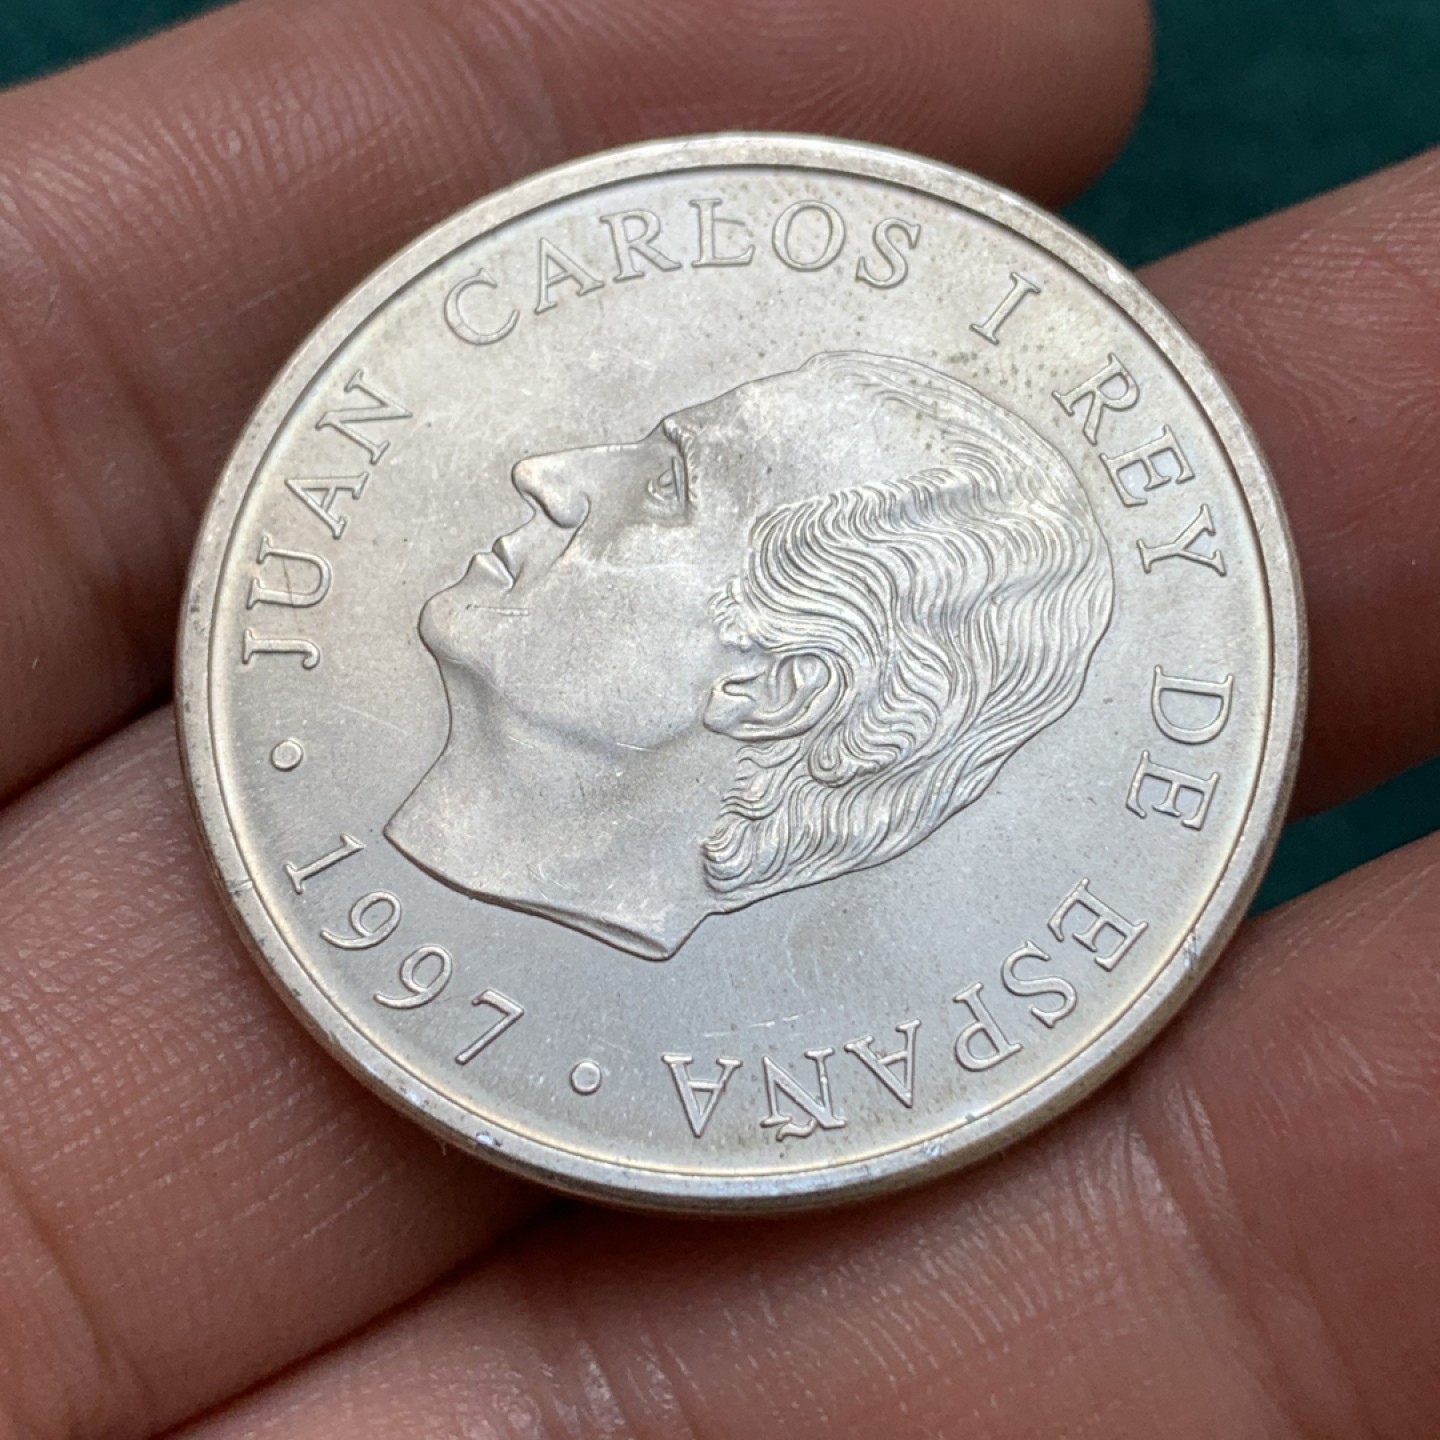 JUAN CARLOS I REY DE ESPAÑA
• 1997 •